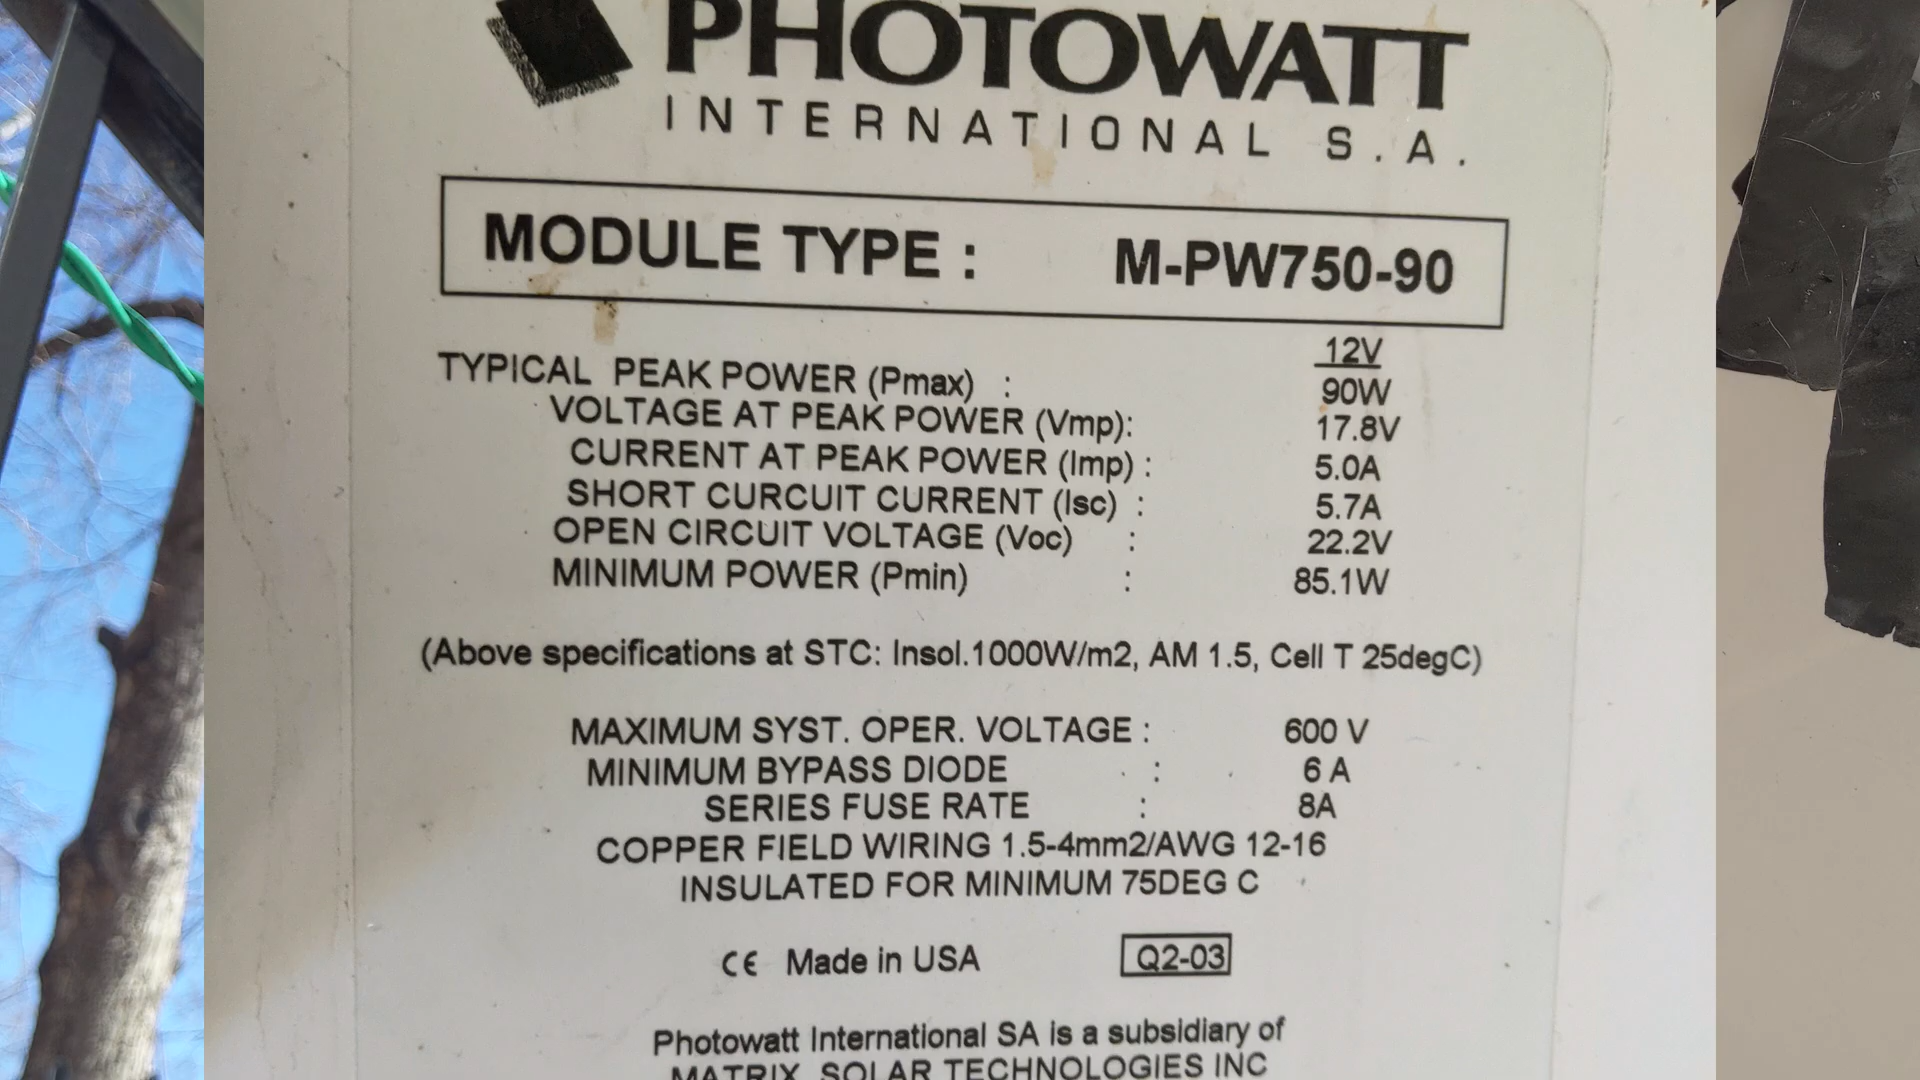 PHOTOWATT
INTERNATIONAL S.A.
MODULE TYPE : M-PW750-90
12V
TYPICAL PEAK POWER (Pmax) : 90W
VOLTAGE AT PEAK POWER (Vmp): 17.8V
CURRENT AT PEAK POWER (Imp) : 5.0A
SHORT CURCUIT CURRENT (Isc) : 5.7A
OPEN CIRCUIT VOLTAGE (Voc) : 22.2V
MINIMUM POWER (Pmin) : 85.1W
(Above specifications at STC: Insol.1000W/m2, AM 1.5, Cell T 25degC)
MAXIMUM SYST. OPER. VOLTAGE : 600 V
MINIMUM BYPASS DIODE : 6 A
SERIES FUSE RATE : 8A
COPPER FIELD WIRING 1.5-4mm2/AWG 12-16
INSULATED FOR MINIMUM 75DEG C
CE Made in USA Q2-03
Photowatt International SA is a subsidiary of
MATRIX SOLAR TECHNOLOGIES INC